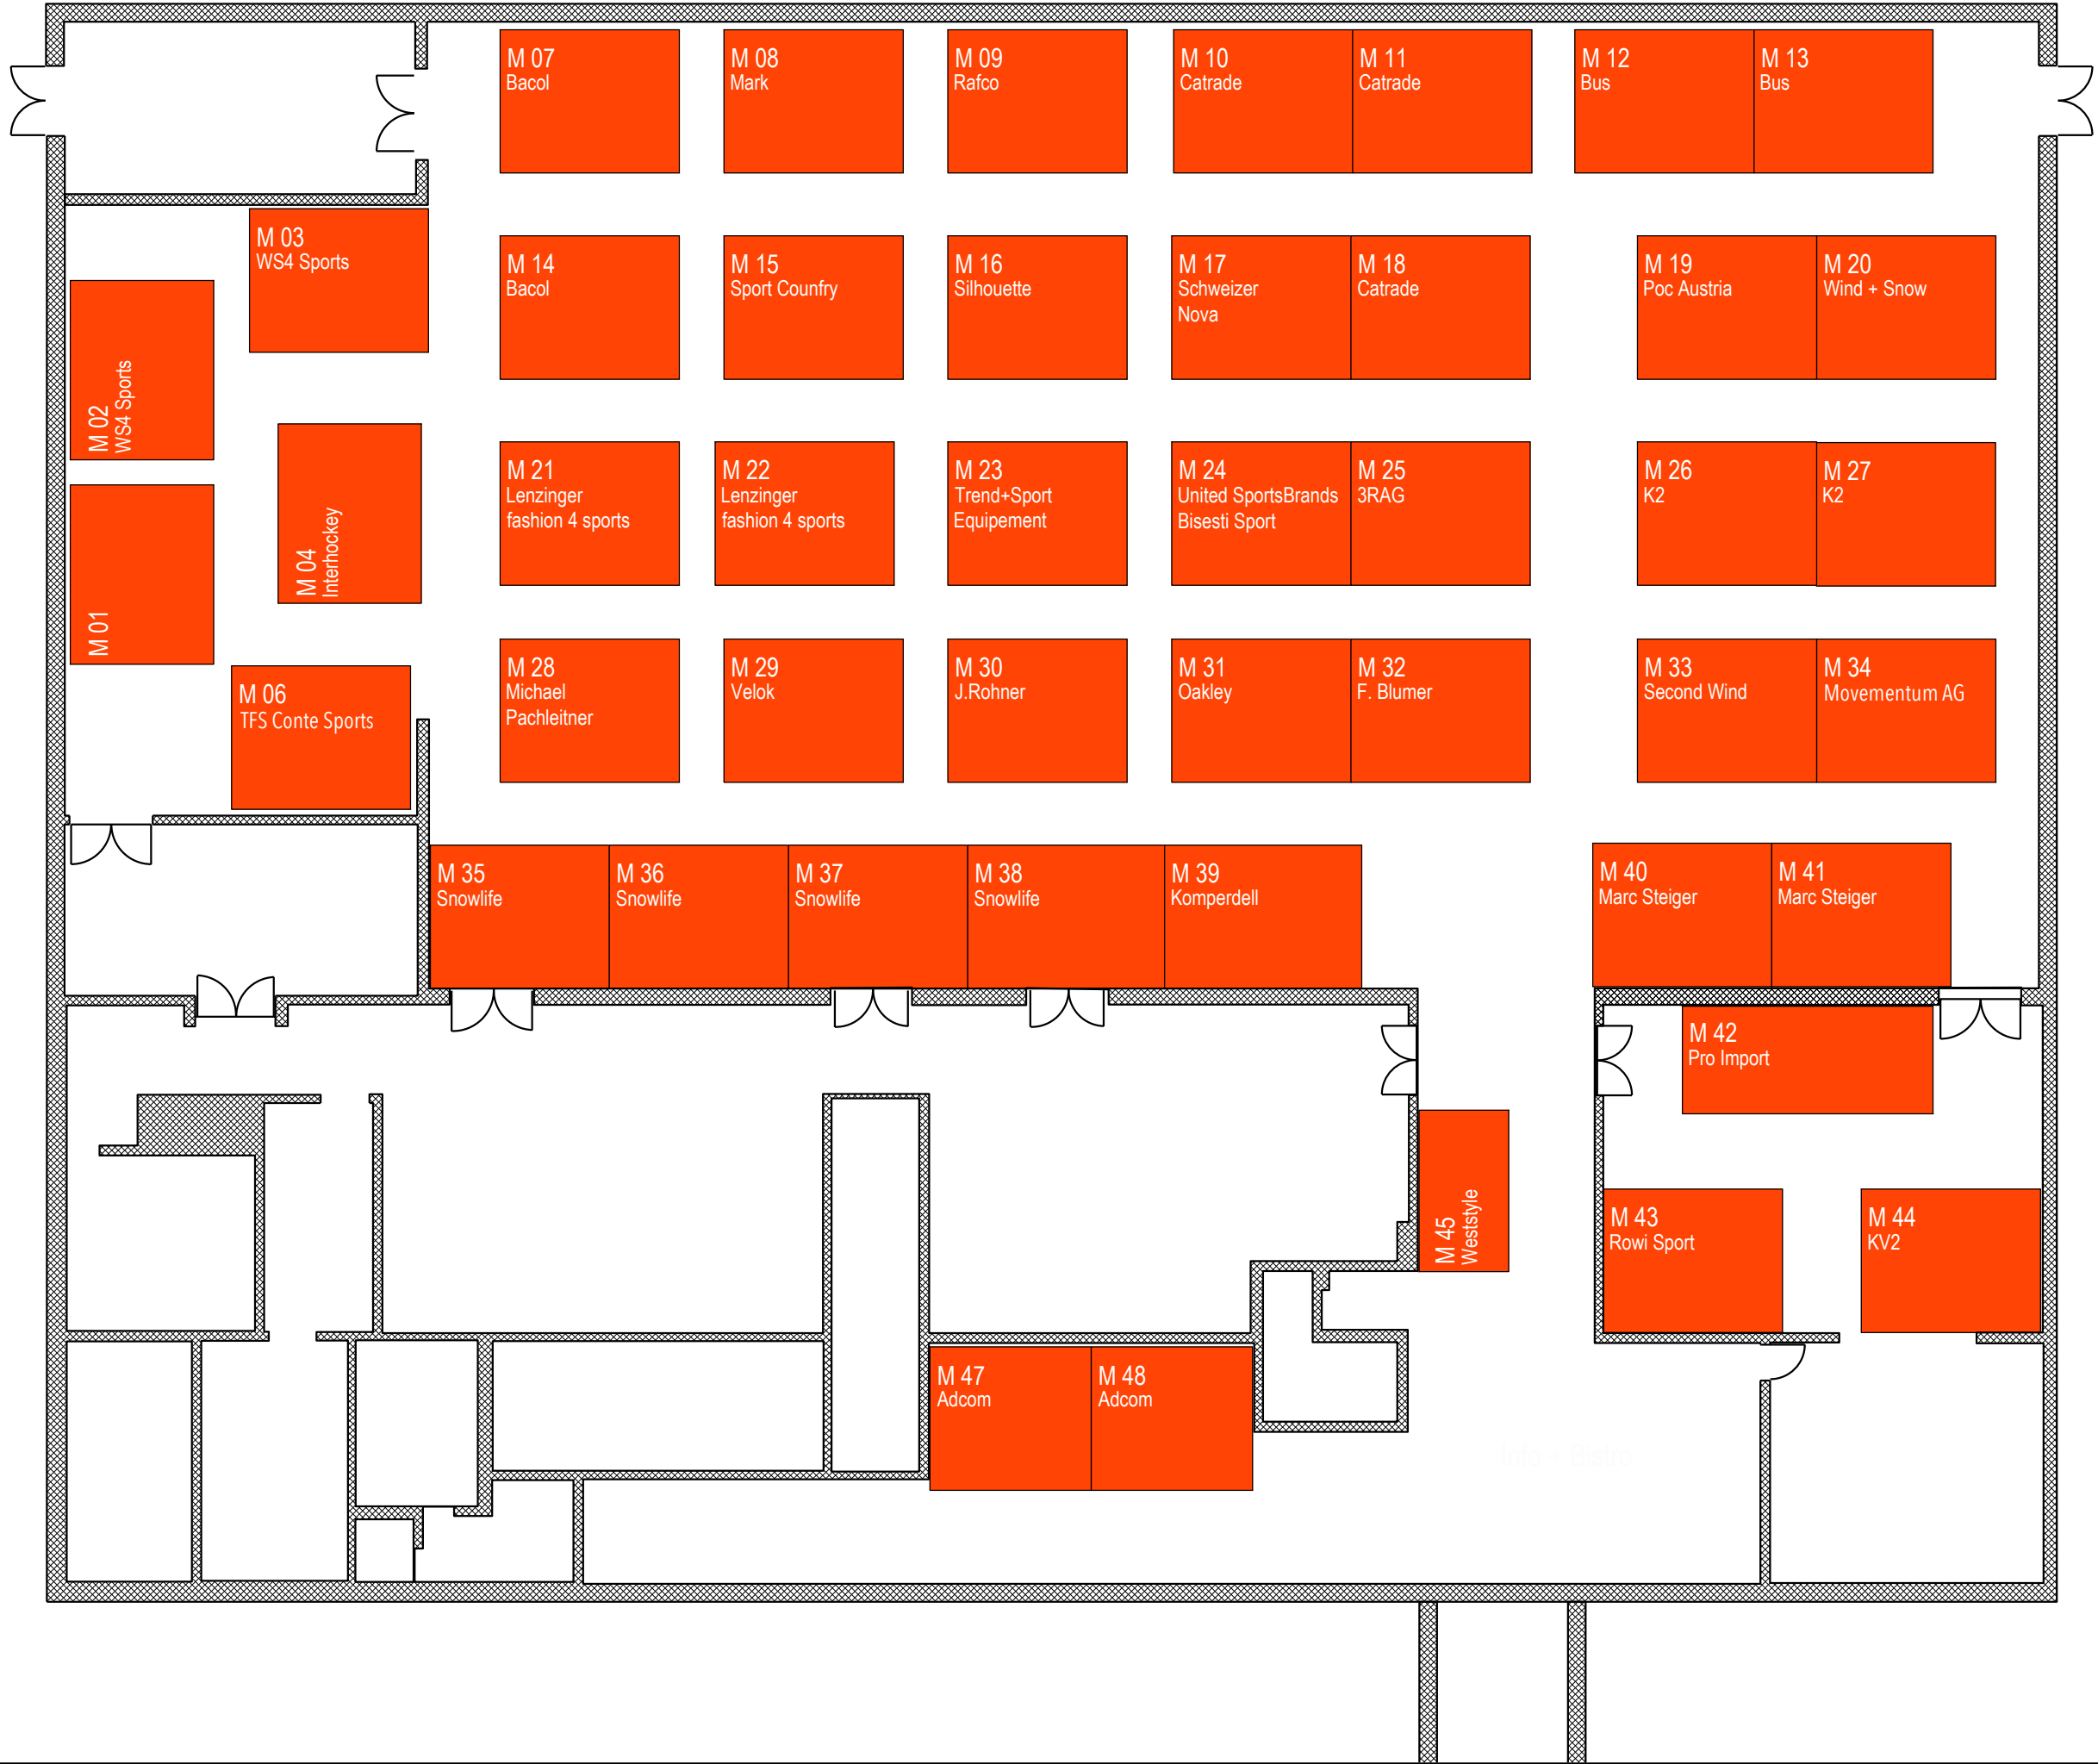 M 07
Bacol
M 08
Mark
M 09
Rafco
M 10
Catrade
M 11
Catrade
M 12
Bus
M 13
Bus
M 03
WS4 Sports
M 14
Bacol
M 15
Sport Counfry
M 16
Silhouette
M 17
Schweizer
Nova
M 18
Catrade
M 19
Poc Austria
M 20
Wind + Snow
M 02
WS4 Sports
M 04
Interhockey
M 01
M 21
Lenzinger
fashion 4 sports
M 22
Lenzinger
fashion 4 sports
M 23
Trend+Sport
Equipement
M 24
United SportsBrands
Bisesti Sport
M 25
3RAG
M 26
K2
M 27
K2
M 06
TFS Conte Sports
M 28
Michael
Pachleitner
M 29
Velok
M 30
J.Rohner
M 31
Oakley
M 32
F. Blumer
M 33
Second Wind
M 34
Movementum AG
M 35
Snowlife
M 36
Snowlife
M 37
Snowlife
M 38
Snowlife
M 39
Komperdell
M 40
Marc Steiger
M 41
Marc Steiger
M 42
Pro Import
M 45
Weststyle
M 43
Rowi Sport
M 44
KV2
M 47
Adcom
M 48
Adcom